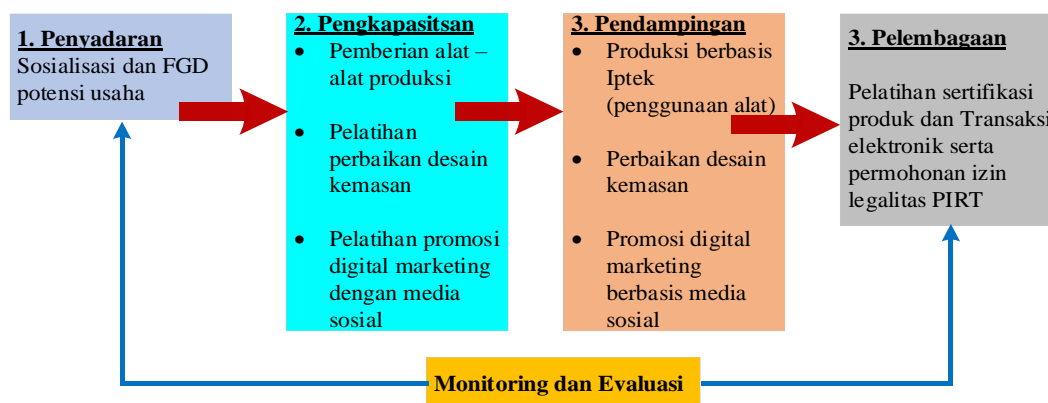 1. Penyadaran
Sosialisasi dan FGD
potensi usaha
2. Pengkapasitsan
• Pemberian alat –
alat produksi
• Pelatihan
perbaikan desain
kemasan
• Pelatihan promosi
digital marketing
dengan media
sosial
3. Pendampingan
• Produksi berbasis
Iptek
(penggunaan alat)
• Perbaikan desain
kemasan
• Promosi digital
marketing
berbasis media
sosial
3. Pelembagaan
Pelatihan sertifikasi
produk dan Transaksi
elektronik serta
permohonan izin
legalitas PIRT
Monitoring dan Evaluasi